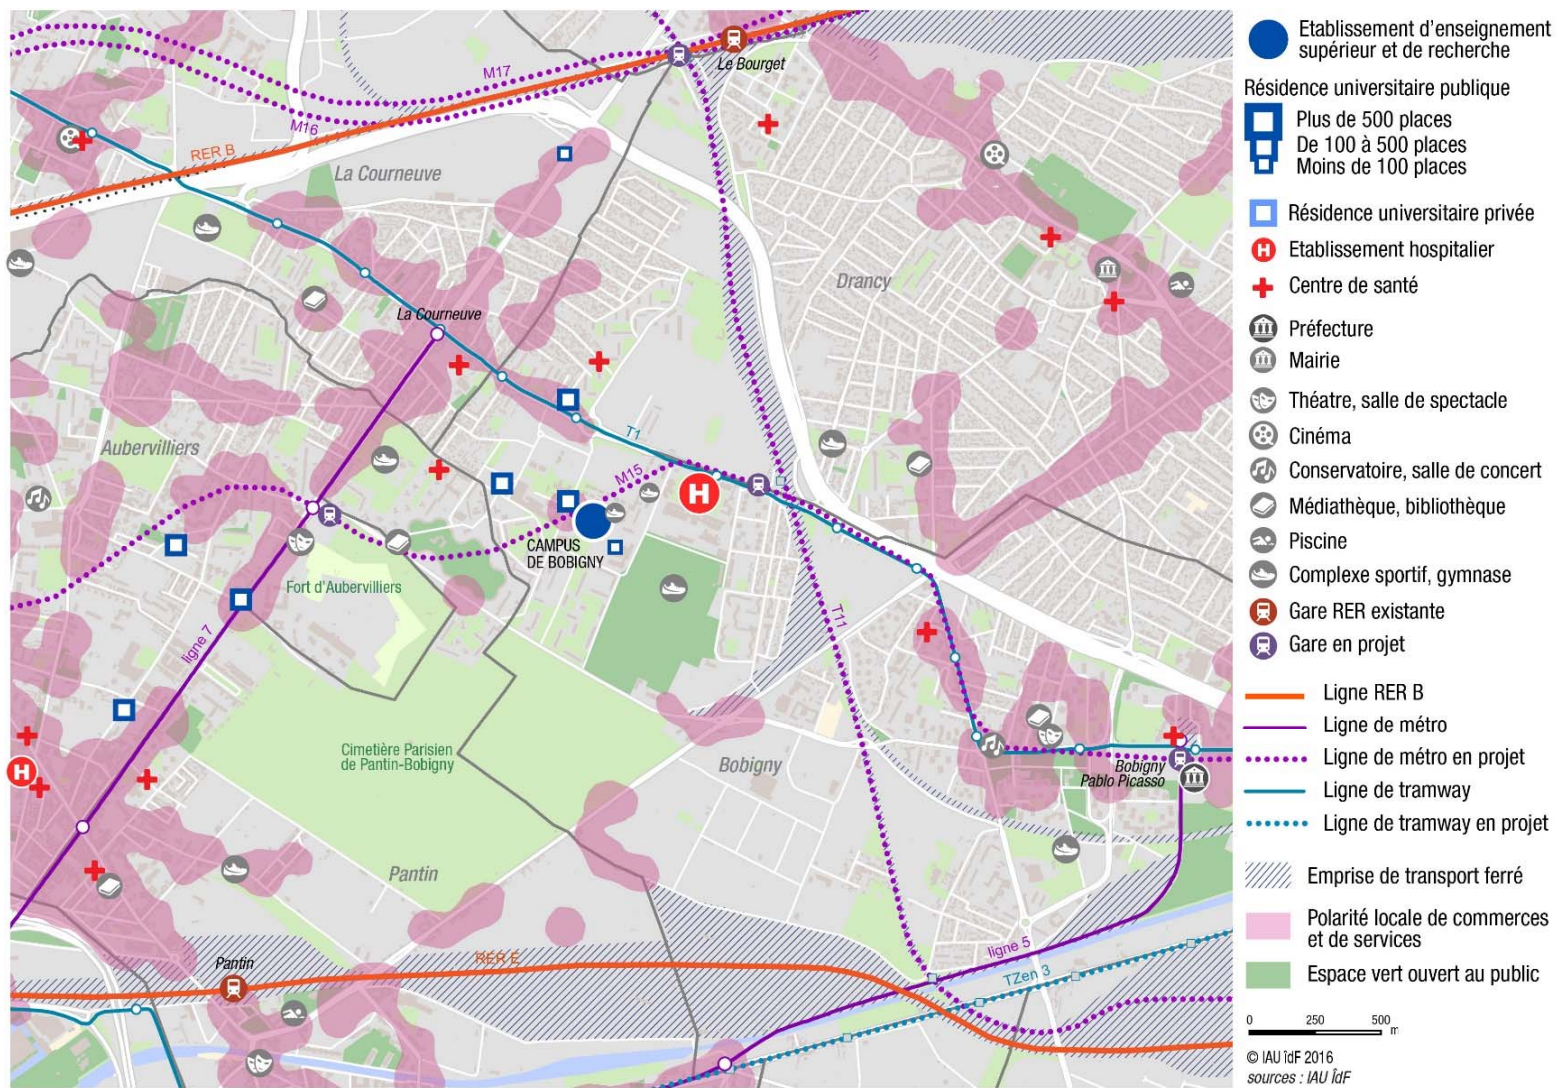 M17
Le Bourget
M16
RER B
La Courneuve
Drancy
La Courneuve
Aubervilliers
T1
M15
H
CAMPUS
DE BOBIGNY
Fort d'Aubervilliers
ligne 7
T11
H
Cimetière Parisien
de Pantin-Bobigny
Bobigny
Bobigny
Pablo Picasso
Pantin
ligne 5
Pantin
RER E
TZen 3
Etablissement d'enseignement
supérieur et de recherche
Résidence universitaire publique
Plus de 500 places
De 100 à 500 places
Moins de 100 places
Résidence universitaire privée
H Etablissement hospitalier
Centre de santé
Préfecture
Mairie
Théatre, salle de spectacle
Cinéma
Conservatoire, salle de concert
Médiathèque, bibliothèque
Piscine
Complexe sportif, gymnase
Gare RER existante
Gare en projet
Ligne RER B
Ligne de métro
Ligne de métro en projet
Ligne de tramway
Ligne de tramway en projet
Emprise de transport ferré
Polarité locale de commerces
et de services
Espace vert ouvert au public
0 250 500
m
© IAU îdF 2016
sources : IAU ÎdF